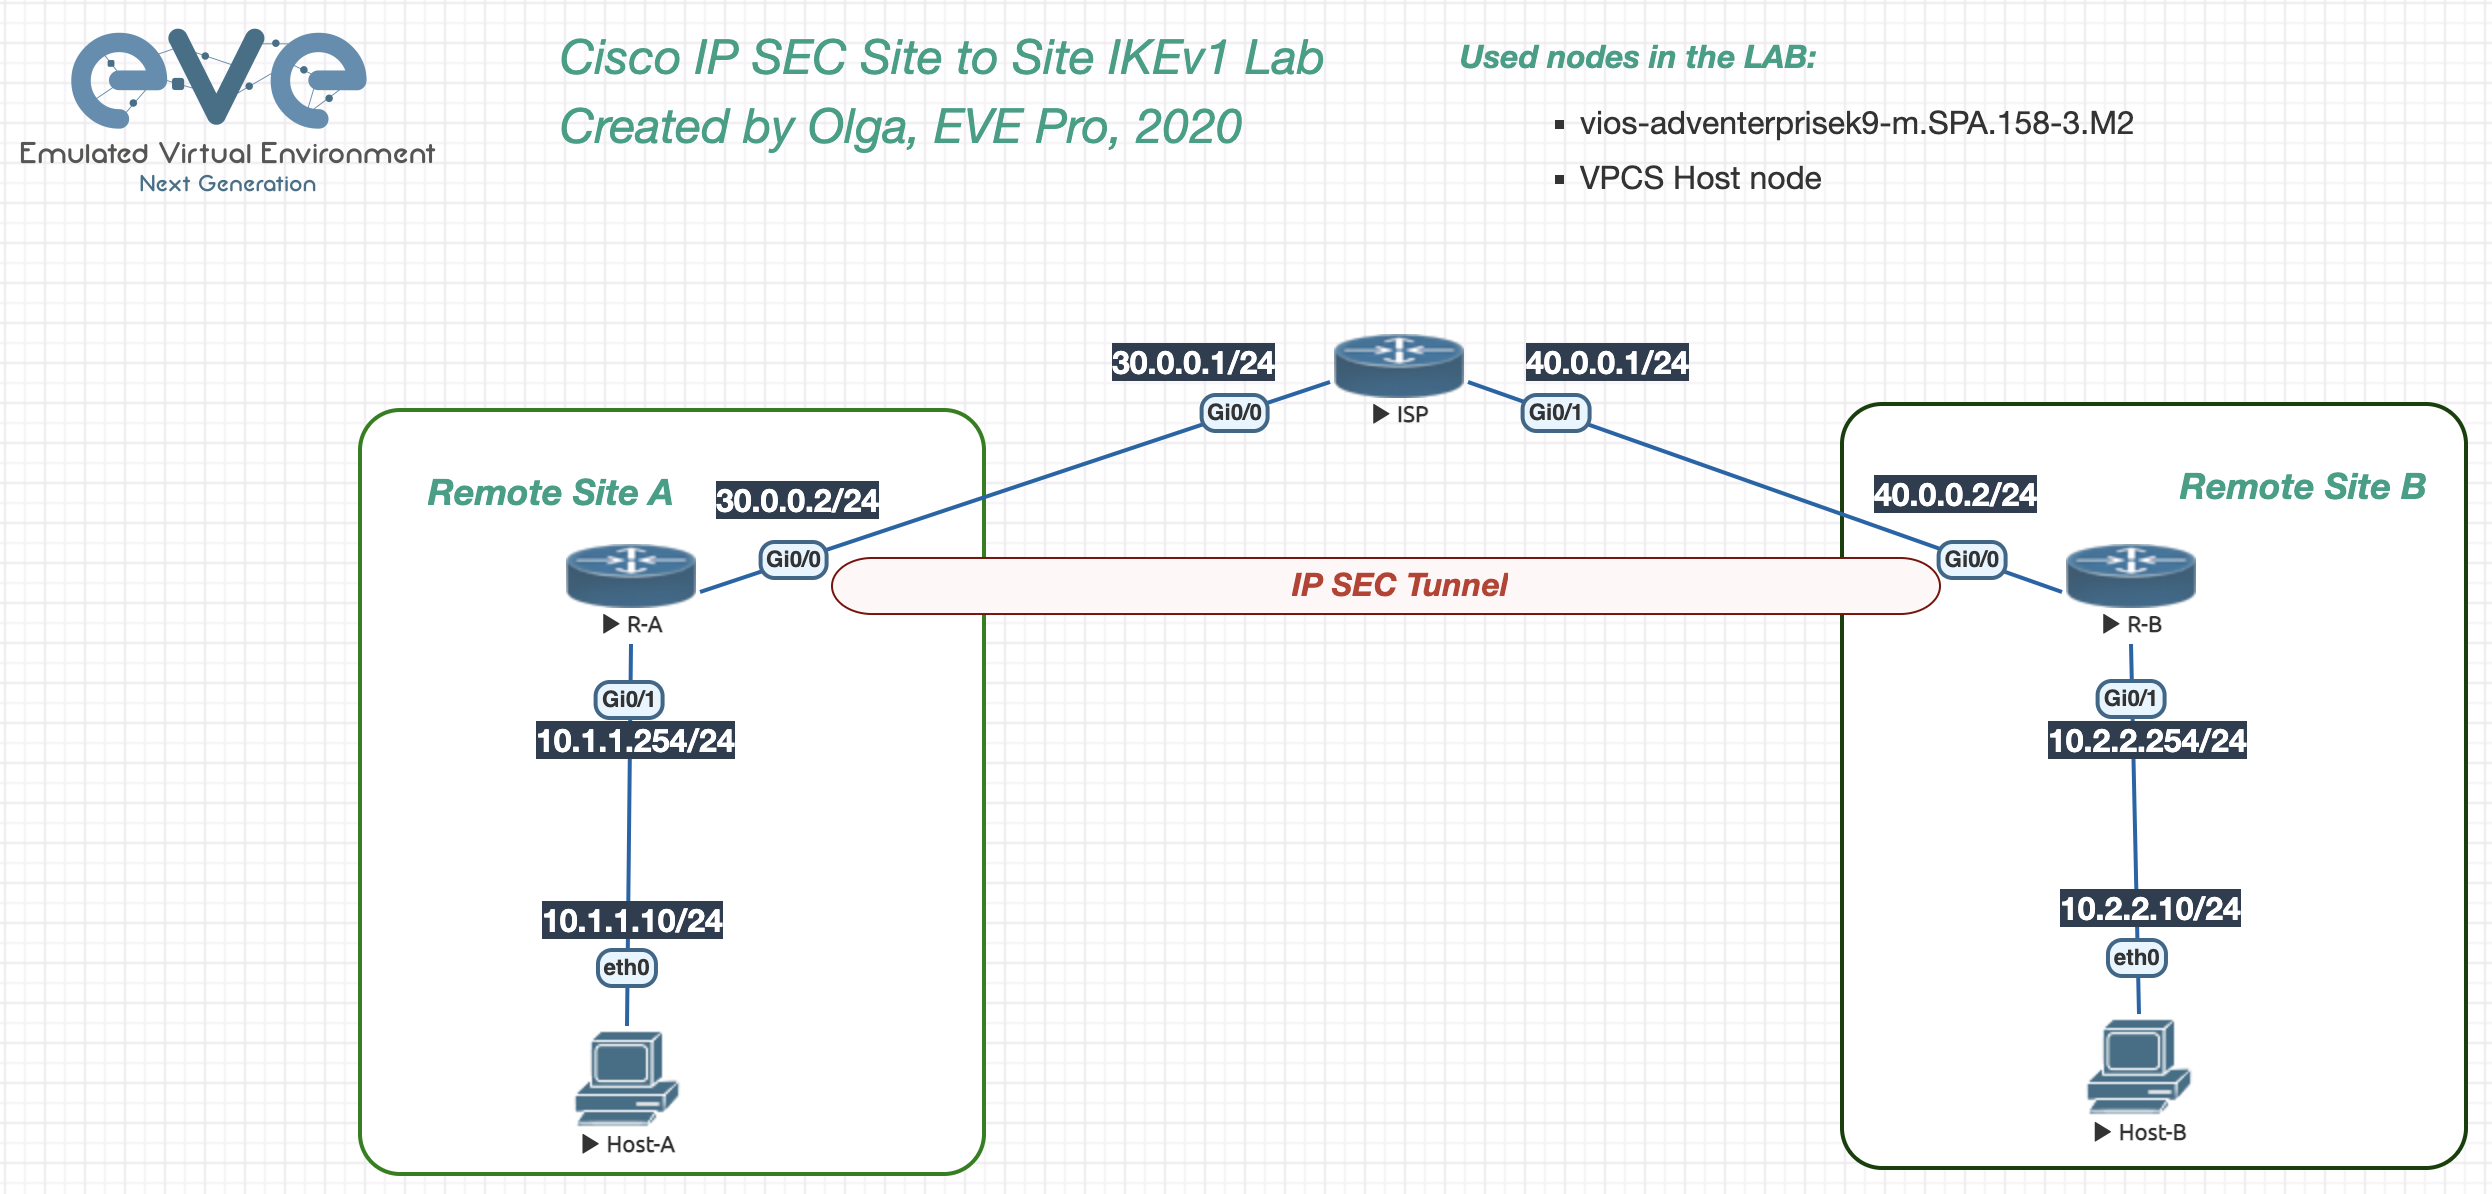 eve
Emulated Virtual Environment
Next Generation
Cisco IP SEC Site to Site IKEv1 Lab
Created by Olga, EVE Pro, 2020
Used nodes in the LAB:
▪ vios-adventerprisek9-m.SPA.158-3.M2
▪ VPCS Host node
30.0.0.1/24
40.0.0.1/24
Gi0/0
ISP
Gi0/1
Remote Site A
30.0.0.2/24
40.0.0.2/24
Remote Site B
Gi0/0
IP SEC Tunnel
Gi0/0
R-A
R-B
Gi0/1
Gi0/1
10.1.1.254/24
10.2.2.254/24
10.1.1.10/24
10.2.2.10/24
eth0
eth0
Host-A
Host-B